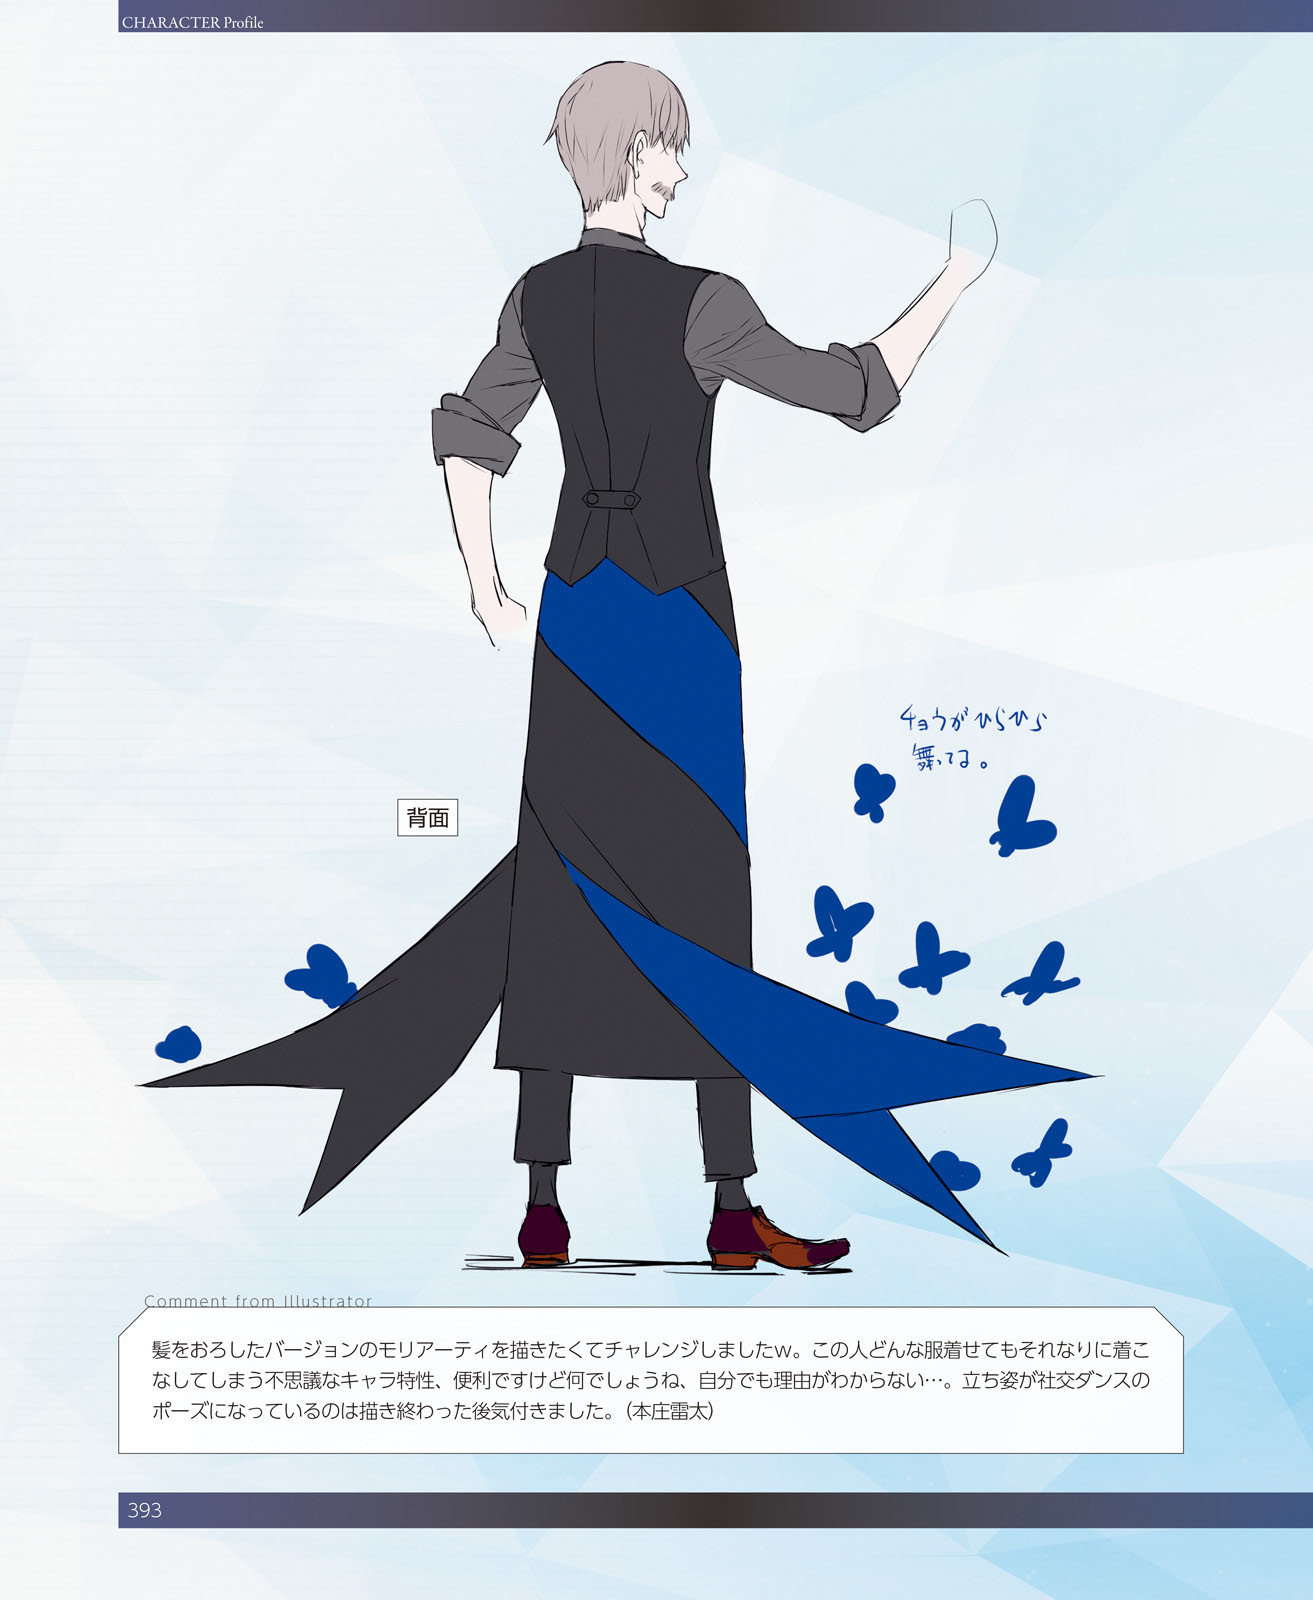 CHARACTER Profile
チョウがひらひら
舞ってる。
背面
Comment from Illustrator
髪をおろしたバージョンのモリアーティを描きたくてチャレンジしましたw。この人どんな服着せてもそれなりに着こ
なしてしまう不思議なキャラ特性、便利ですけど何でしょうね、自分でも理由がわからない…。立ち姿が社交ダンスの
ポーズになっているのは描き終わった後気付きました。（本庄雷太）
393